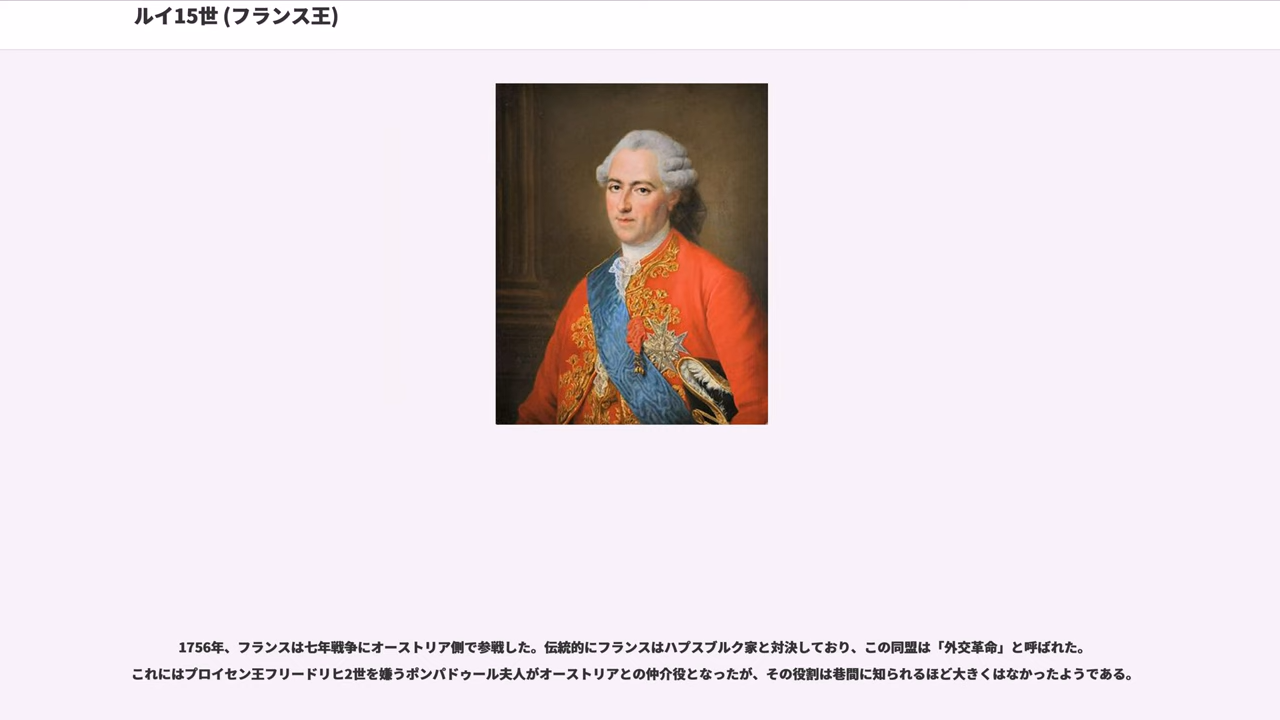 ルイ15世 (フランス王)
1756年、フランスは七年戦争にオーストリア側で参戦した。伝統的にフランスはハプスブルク家と対決しており、この同盟は「外交革命」と呼ばれた。
これにはプロイセン王フリードリヒ2世を嫌うポンパドゥール夫人がオーストリアとの仲介役となったが、その役割は巷間に知られるほど大きくはなかったようである。